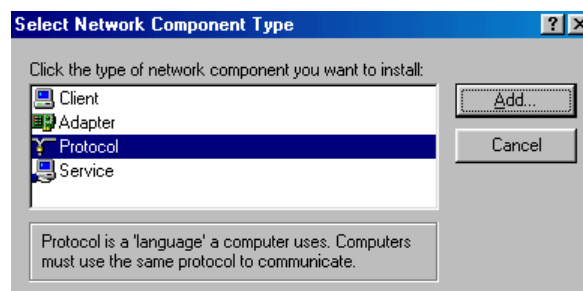 Select Network Component Type
Click the type of network component you want to install:
Client
Adapter
Protocol
Service
Add...
Cancel
Protocol is a 'language' a computer uses. Computers
must use the same protocol to communicate.